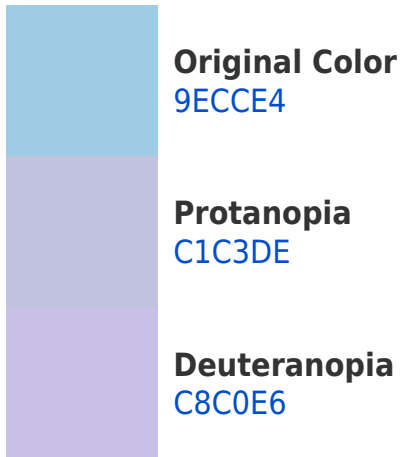 Original Color
9ECCE4
Protanopia
C1C3DE
Deuteranopia
C8C0E6